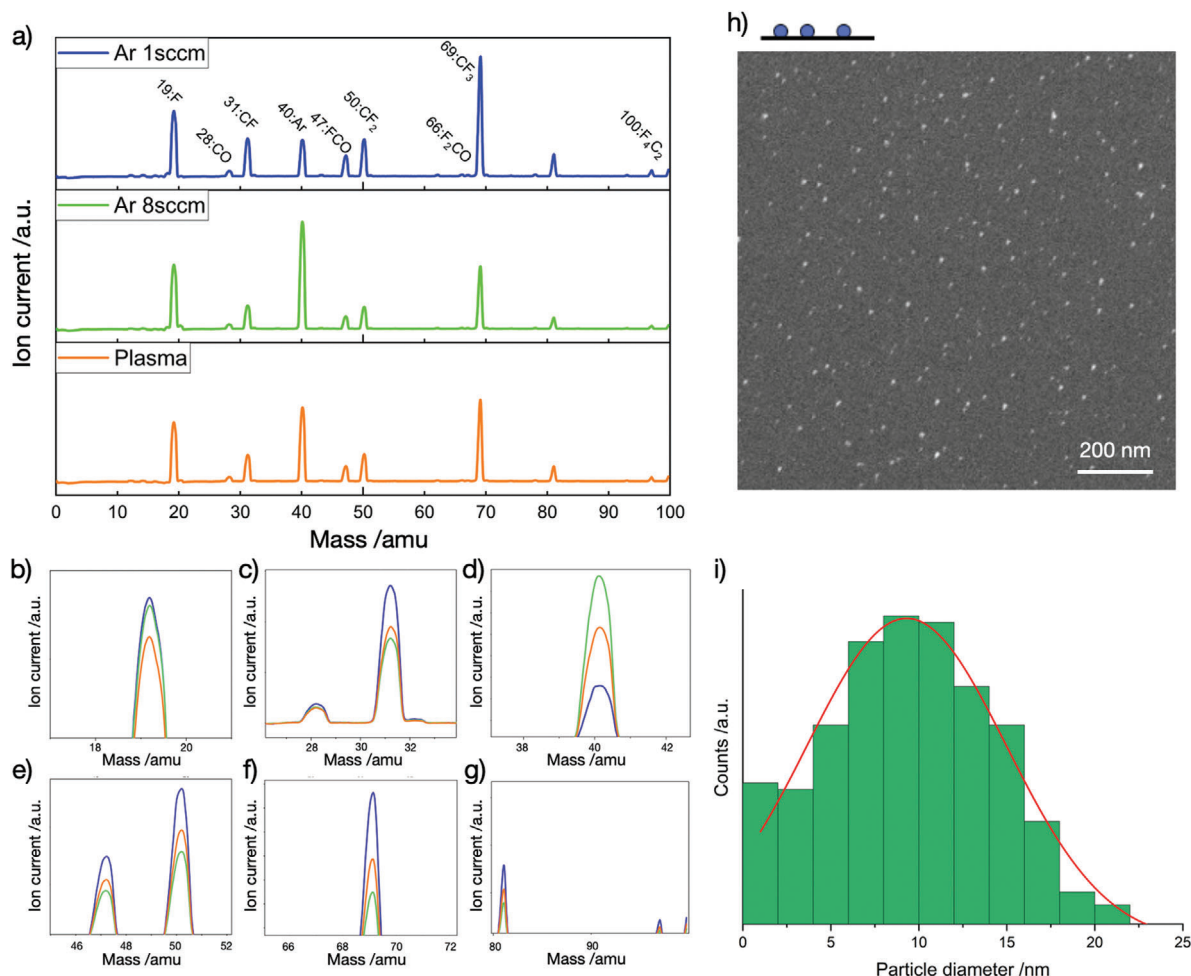 a)
Ar 1sccm
19:F
28:CO
31:CF
40:Ar
47:FCO
50:CF₂
66:F₂CO
69:CF₃
100:F₄C₂
Ar 8sccm
Plasma
Ion current /a.u.
0 10 20 30 40 50 60 70 80 90 100
Mass /amu
b)
Ion current /a.u.
18 20
Mass /amu
c)
Ion current /a.u.
28 30 32
Mass /amu
d)
Ion current /a.u.
38 40 42
Mass /amu
e)
Ion current /a.u.
46 48 50 52
Mass /amu
f)
Ion current /a.u.
66 68 70 72
Mass /amu
g)
Ion current /a.u.
80 90
Mass /amu
h)
200 nm
i)
Counts /a.u.
0 5 10 15 20 25
Particle diameter /nm